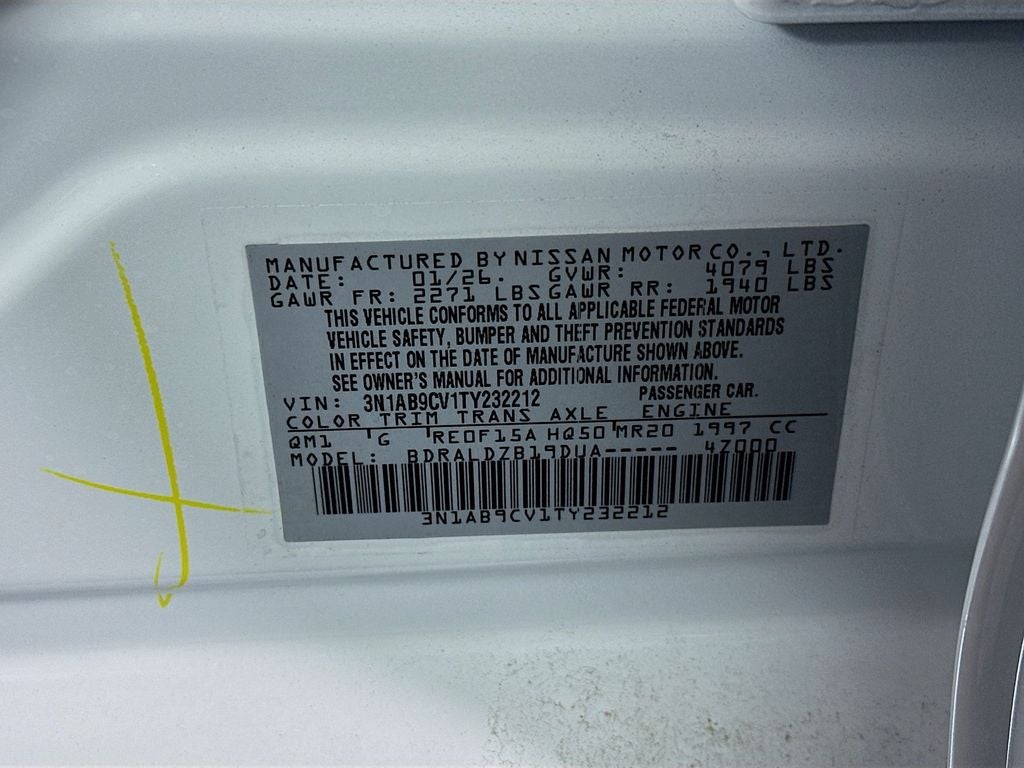 MANUFACTURED BY NISSAN MOTOR CO., LTD.
DATE: 01/26. GVWR: 4079 LBS
GAWR FR: 2271 LBS GAWR RR: 1940 LBS
THIS VEHICLE CONFORMS TO ALL APPLICABLE FEDERAL MOTOR
VEHICLE SAFETY, BUMPER AND THEFT PREVENTION STANDARDS
IN EFFECT ON THE DATE OF MANUFACTURE SHOWN ABOVE.
SEE OWNER'S MANUAL FOR ADDITIONAL INFORMATION.
VIN: 3N1AB9CV1TY232212 PASSENGER CAR.
COLOR TRIM TRANS AXLE ENGINE
QM1 G RE0F15A HQ50 MR20 1997 CC
MODEL: BDRALDZB19DUA----- 4Z000
3N1AB9CV1TY232212